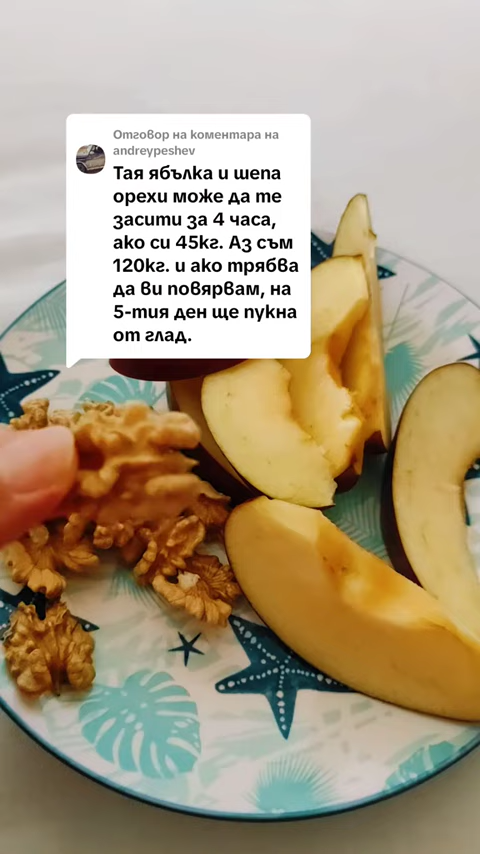 Отговор на коментара на
andreypeshev
Тая ябълка и шепа
орехи може да те
засити за 4 часа,
ако си 45кг. Аз съм
120кг. и ако трябва
да ви повярвам, на
5-тия ден ще пукна
от глад.